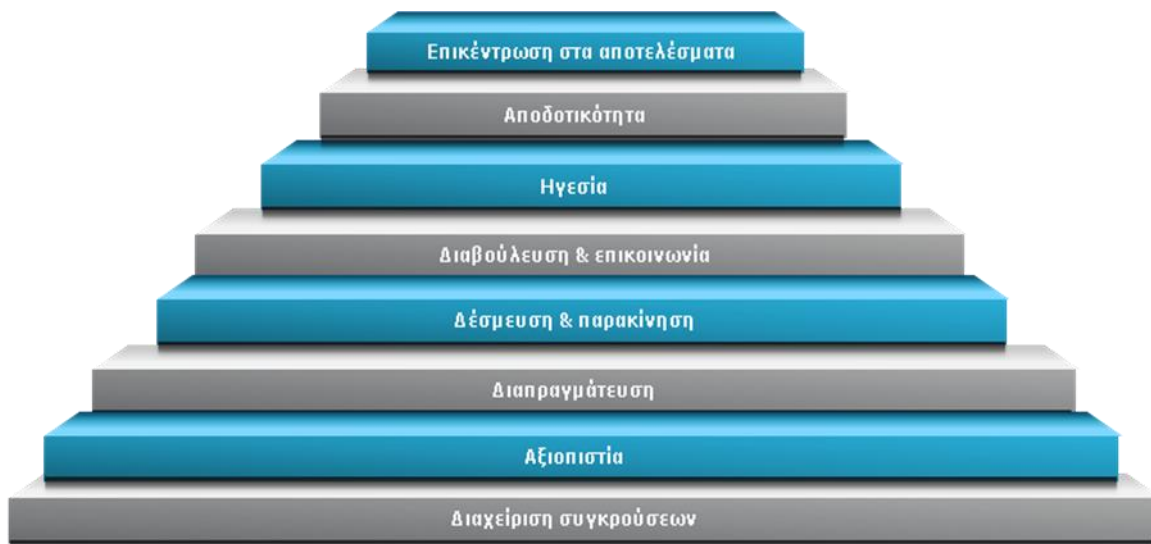 Επικέντρωση στα αποτελέσματα
Αποδοτικότητα
Ηγεσία
Διαβούλευση & επικοινωνία
Δέσμευση & παρακίνηση
Διαπραγμάτευση
Αξιοπιστία
Διαχείριση συγκρούσεων